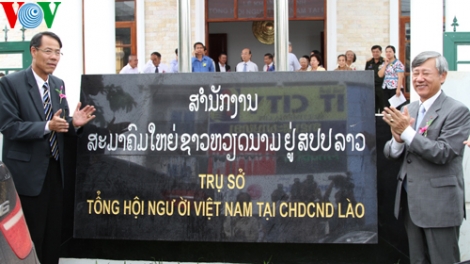 VOV
ສຳນັກງານ
ສະມາຄົມໃຫຍ່ຊາວຫວຽດນາມຢູ່ ສປປລາວ
TRỤ SỞ
TỔNG HỘI NGƯỜI VIỆT NAM TẠI CHDCND LÀO